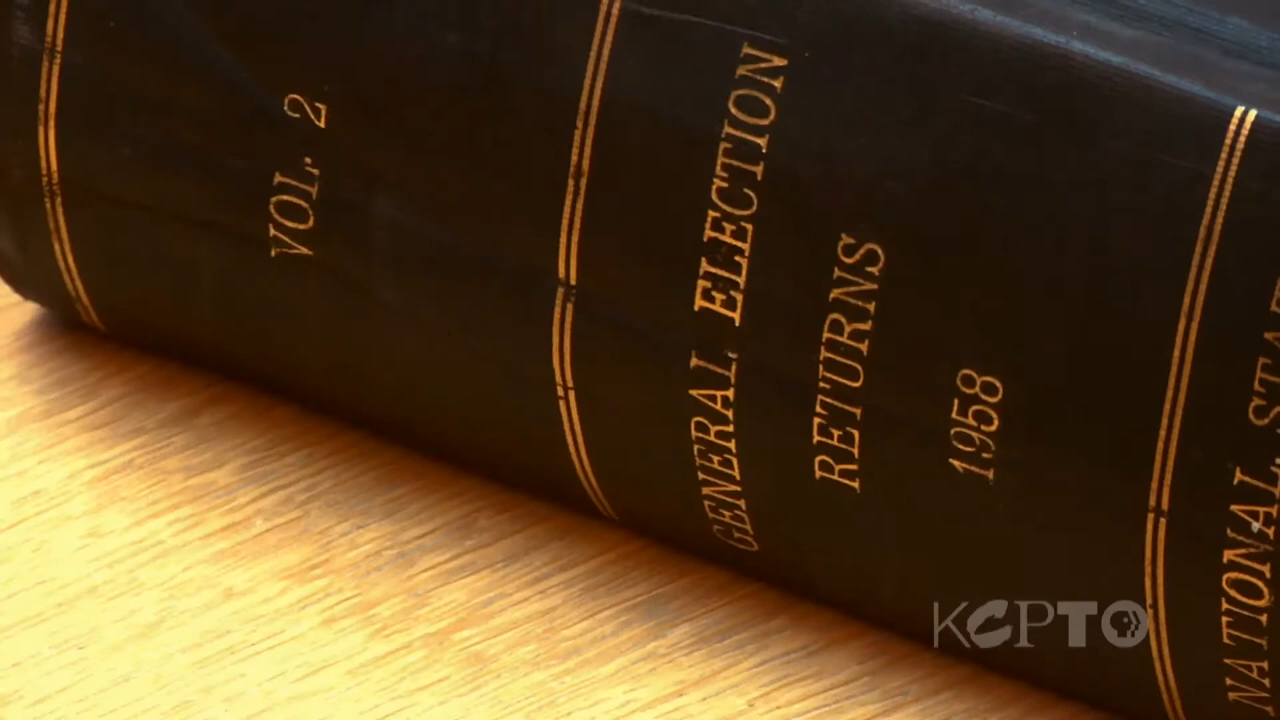 VOL. 2
GENERAL ELECTION
RETURNS
1958
NATIONAL
KCPT